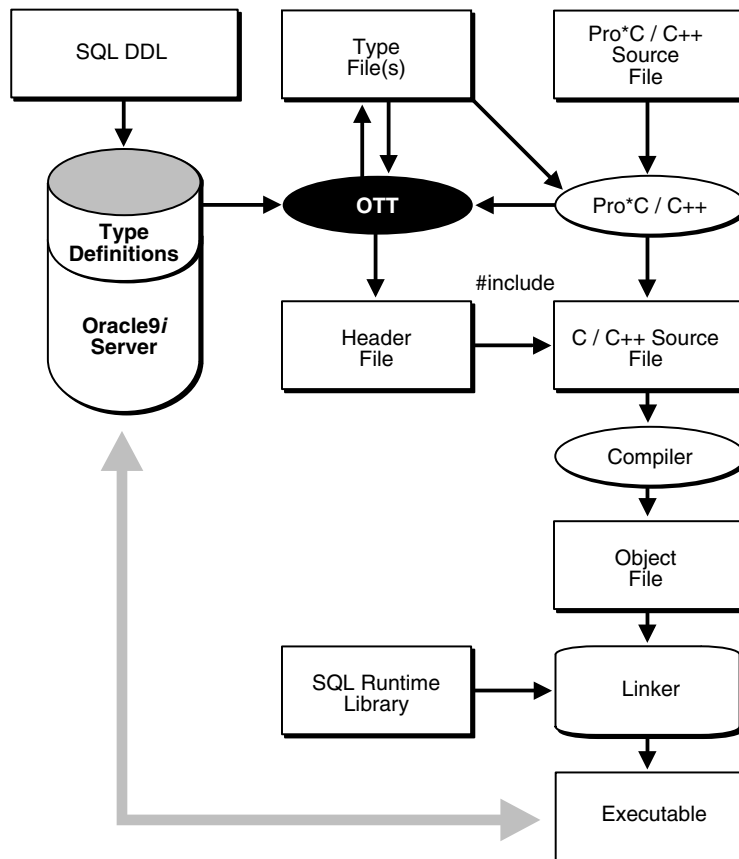 SQL DDL
Type
File(s)
Pro*C / C++
Source
File
Type
Definitions
OTT
Pro*C / C++
Oracle9i
Server
#include
Header
File
C / C++ Source
File
Compiler
Object
File
SQL Runtime
Library
Linker
Executable